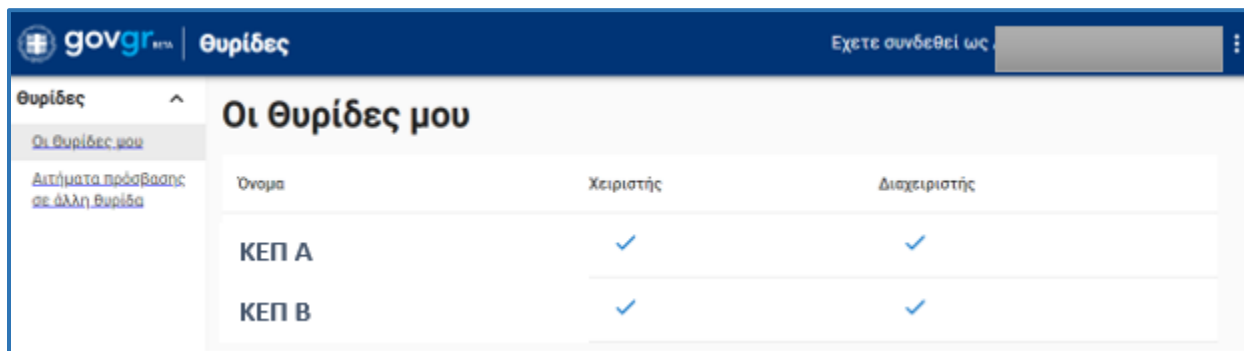 govgr BETA | Θυρίδες
Εχετε συνδεθεί ως
Θυρίδες
Οι Θυρίδες μου
Αιτήματα πρόσβασης
σε άλλη θυρίδα
Οι Θυρίδες μου
Όνομα Χειριστής Διαχειριστής
ΚΕΠ Α
ΚΕΠ Β